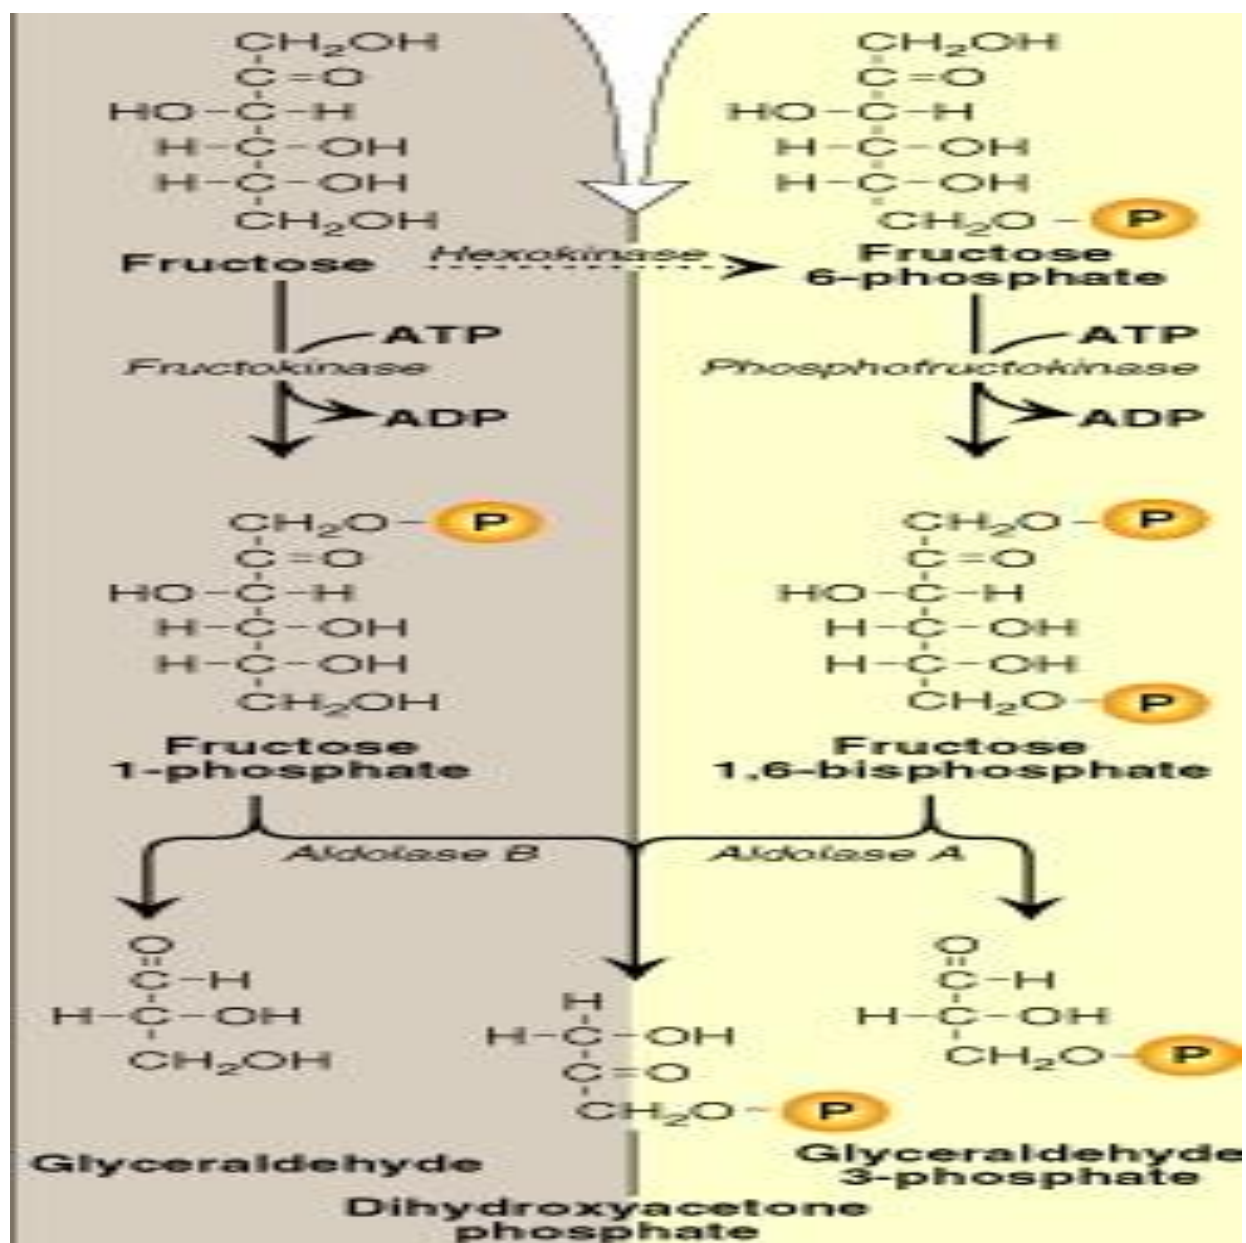 CH₂OH
C=O
HO-C-H
H-C-OH
H-C-OH
CH₂OH
Fructose
Hexokinase
CH₂OH
C=O
HO-C-H
H-C-OH
H-C-OH
CH₂O-P
Fructose
6-phosphate
ATP
Fructokinase
ADP
ATP
Phosphofructokinase
ADP
CH₂O-P
C=O
HO-C-H
H-C-OH
H-C-OH
CH₂OH
Fructose
1-phosphate
CH₂O-P
C=O
HO-C-H
H-C-OH
H-C-OH
CH₂O-P
Fructose
1,6-bisphosphate
Aldolase B
Aldolase A
O
C-H
H-C-OH
CH₂OH
Glyceraldehyde
H
H-C-OH
C=O
CH₂O-P
Dihydroxyacetone
phosphate
O
C-H
H-C-OH
CH₂O-P
Glyceraldehyde
3-phosphate